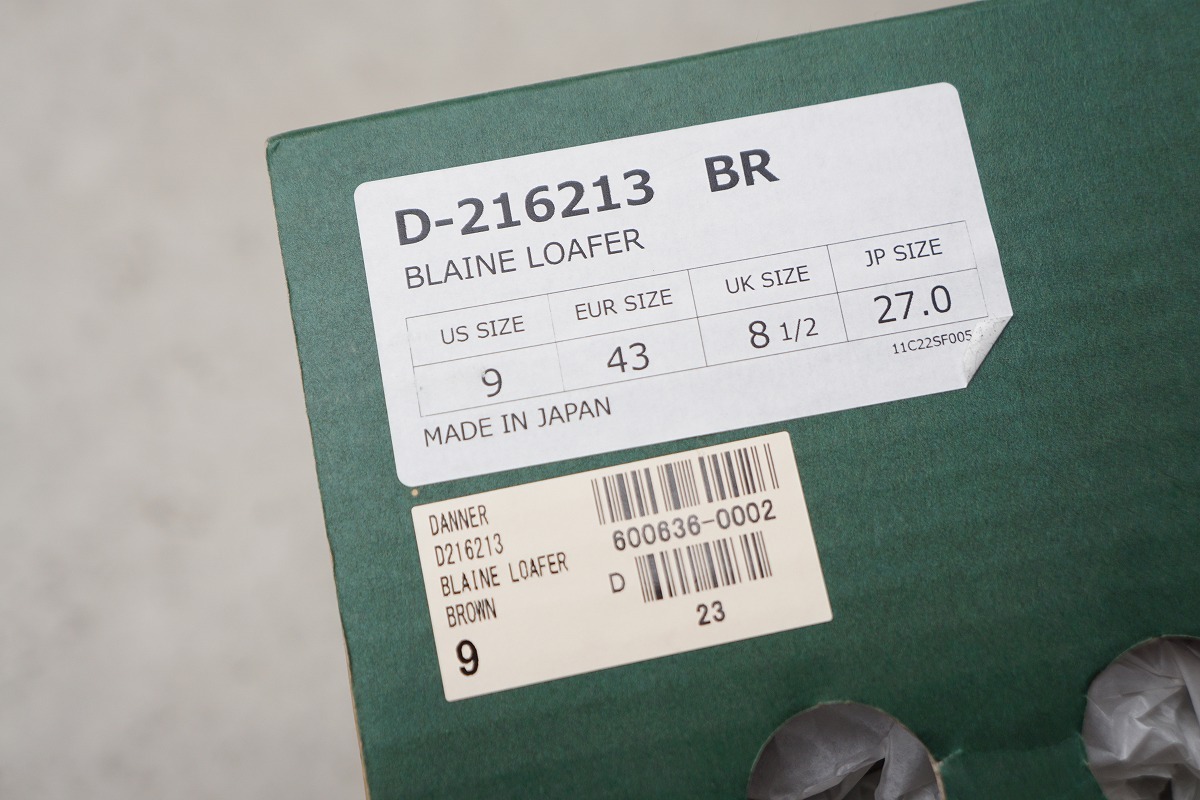 D-216213 BR
BLAINE LOAFER
US SIZE EUR SIZE UK SIZE JP SIZE
9 43 8 1/2 27.0
11C22SF005
MADE IN JAPAN
DANNER
D216213
BLAINE LOAFER
BROWN
9
600636-0002
D
23